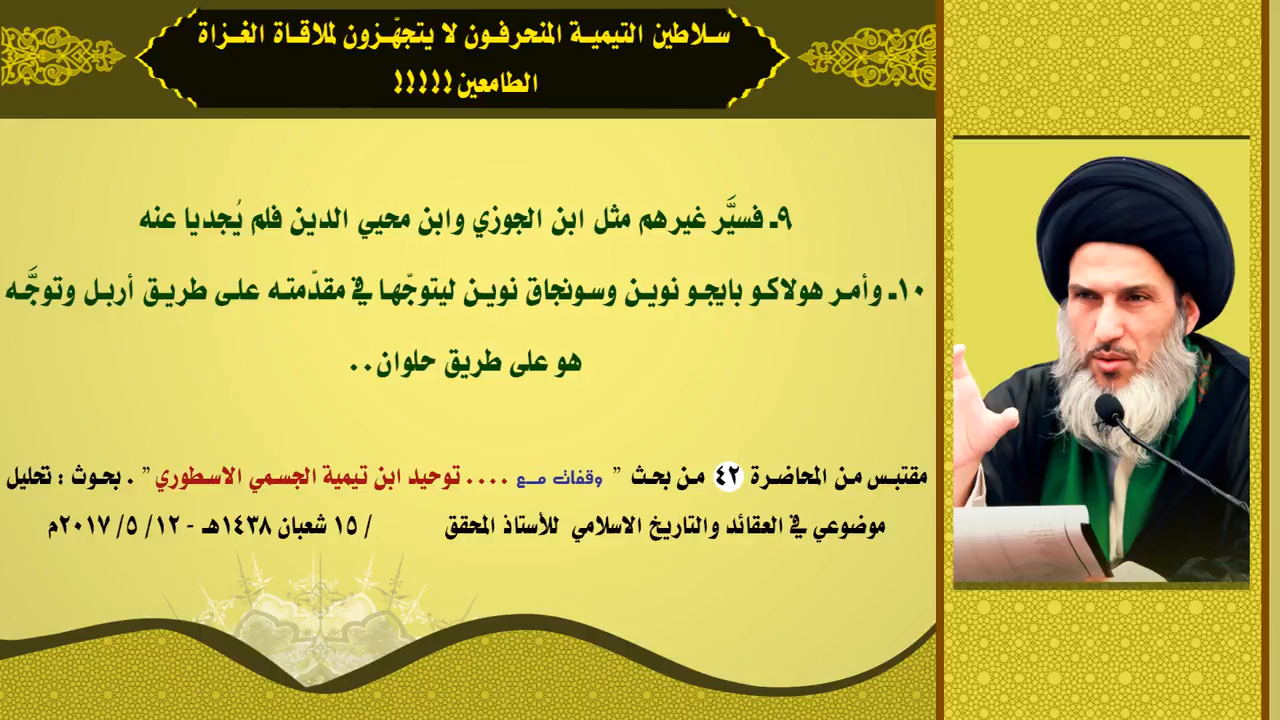 سلاطين التيمية المنحرفون لا يتجهّزون لملاقاة الغزاة
الطامعين!!!!!
٩ـ فسيَّر غيرهم مثل ابن الجوزي وابن محيي الدين فلم يُجديا عنه
١٠ـ وأمر هولاكو بايجو نوين وسونجاق نوين ليتوجّها في مقدّمته على طريق أربل وتوجَّه
هو على طريق حلوان..
مقتبس من المحاضرة ٤٢ من بحث " وقفات مع .... توحيد ابن تيمية الجسمي الاسطوري" . بحوث : تحليل
موضوعي في العقائد والتاريخ الاسلامي للأستاذ المحقق / ١٥ شعبان ١٤٣٨هـ - ١٢/ ٥/ ٢٠١٧م